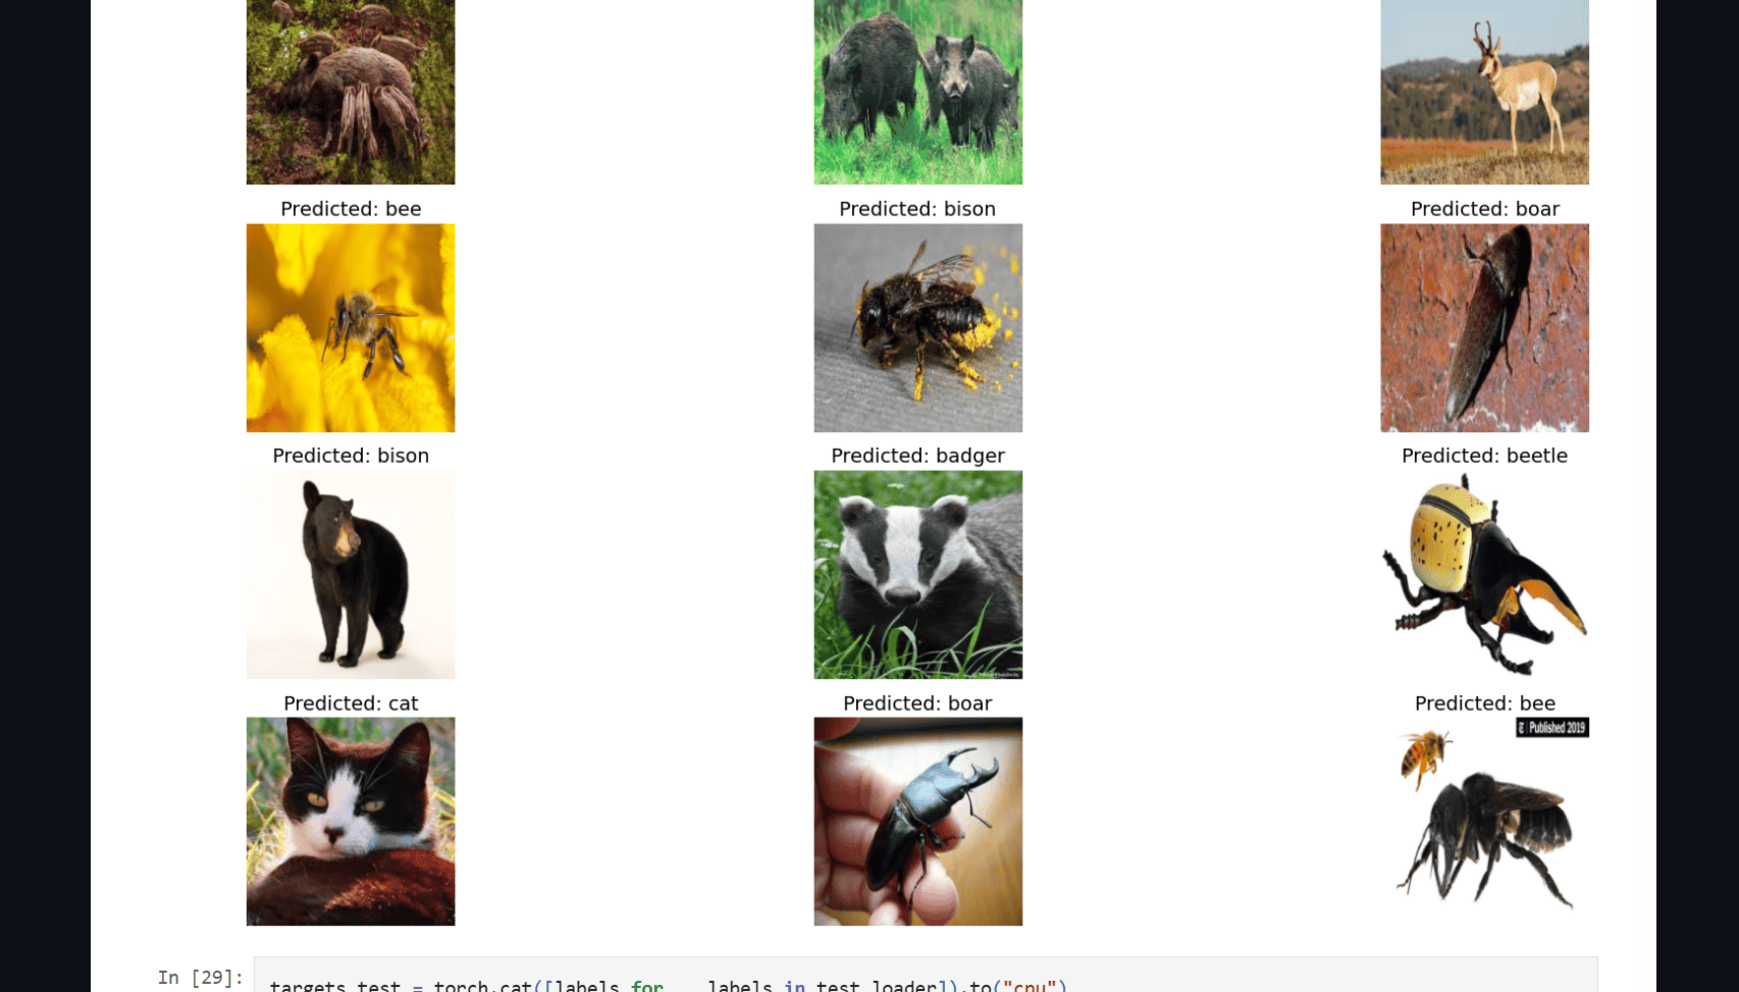 Predicted: bee
Predicted: bison
Predicted: boar
Predicted: bison
Predicted: badger
Predicted: beetle
Predicted: cat
Predicted: boar
Predicted: bee
Published 2019
In [29]:
targets_test = torch.cat([labels for _, labels in test_loader]).to("cpu")